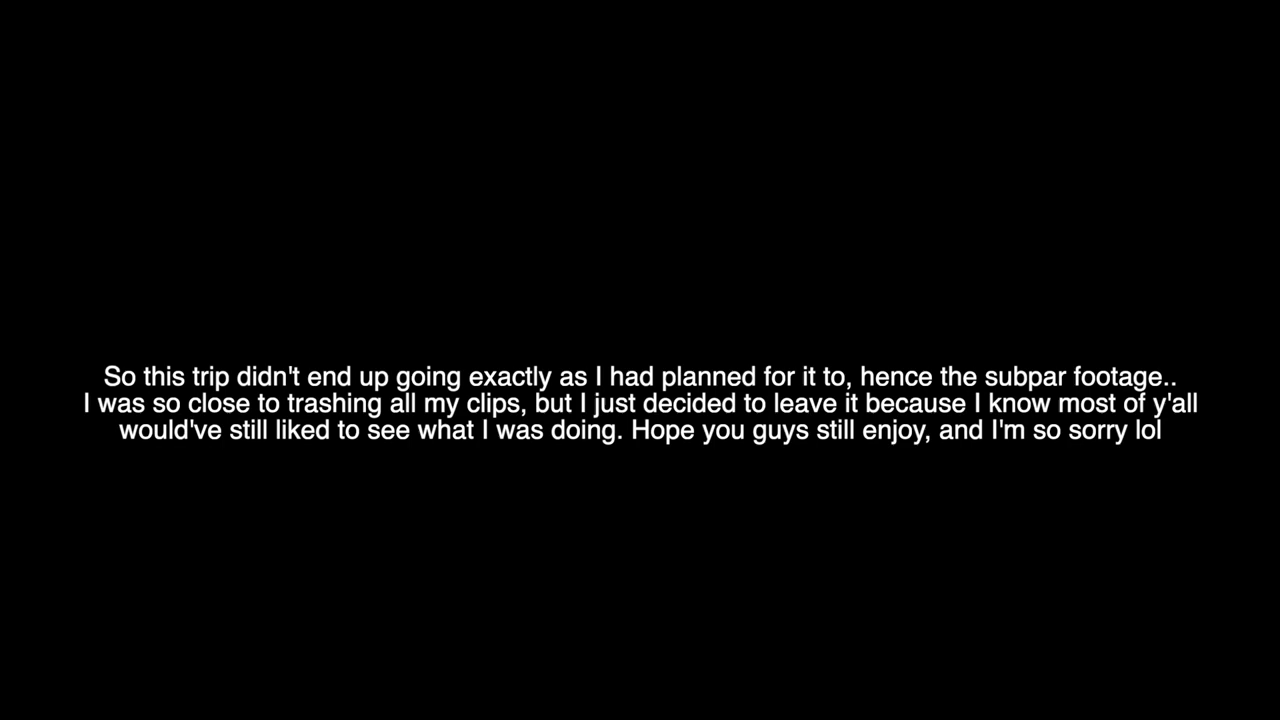 So this trip didn't end up going exactly as I had planned for it to, hence the subpar footage..
I was so close to trashing all my clips, but I just decided to leave it because I know most of y'all
would've still liked to see what I was doing. Hope you guys still enjoy, and I'm so sorry lol